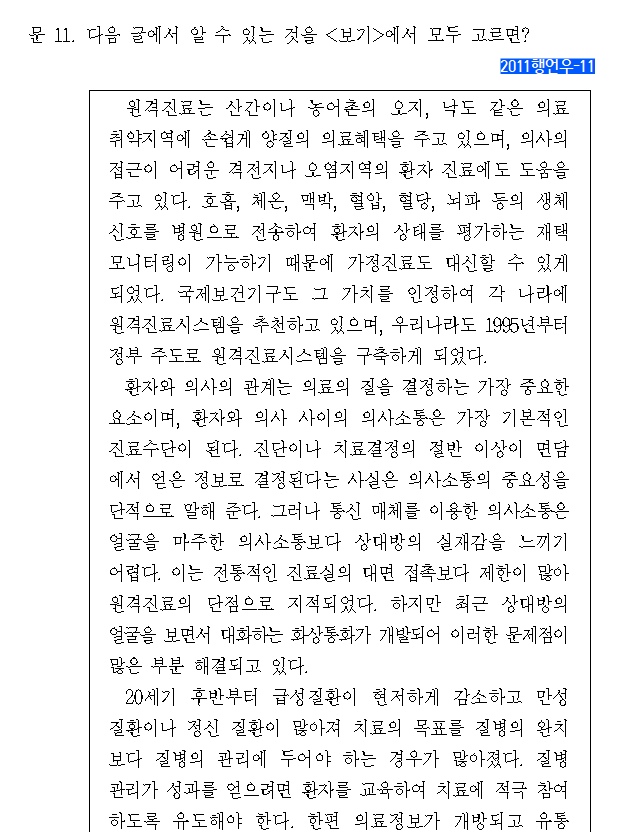 문 11. 다음 글에서 알 수 있는 것을 <보기>에서 모두 고르면?
2011행언우-11
원격진료는 산간이나 농어촌의 오지, 낙도 같은 의료
취약지역에 손쉽게 양질의 의료혜택을 주고 있으며, 의사의
접근이 어려운 격전지나 오염지역의 환자 진료에도 도움을
주고 있다. 호흡, 체온, 맥박, 혈압, 혈당, 뇌파 등의 생체
신호를 병원으로 전송하여 환자의 상태를 평가하는 재택
모니터링이 가능하기 때문에 가정진료도 대신할 수 있게
되었다. 국제보건기구도 그 가치를 인정하여 각 나라에
원격진료시스템을 추천하고 있으며, 우리나라도 1995년부터
정부 주도로 원격진료시스템을 구축하게 되었다.
환자와 의사의 관계는 의료의 질을 결정하는 가장 중요한
요소이며, 환자와 의사 사이의 의사소통은 가장 기본적인
진료수단이 된다. 진단이나 치료결정의 절반 이상이 면담
에서 얻은 정보로 결정된다는 사실은 의사소통의 중요성을
단적으로 말해 준다. 그러나 통신 매체를 이용한 의사소통은
얼굴을 마주한 의사소통보다 상대방의 실재감을 느끼기
어렵다. 이는 전통적인 진료실의 대면 접촉보다 제한이 많아
원격진료의 단점으로 지적되었다. 하지만 최근 상대방의
얼굴을 보면서 대화하는 화상통화가 개발되어 이러한 문제점이
많은 부분 해결되고 있다.
20세기 후반부터 급성질환이 현저하게 감소하고 만성
질환이나 정신 질환이 많아져 치료의 목표를 질병의 완치
보다 질병의 관리에 두어야 하는 경우가 많아졌다. 질병
관리가 성과를 얻으려면 환자를 교육하여 치료에 적극 참여
하도록 유도해야 한다. 한편 의료정보가 개방되고 유통